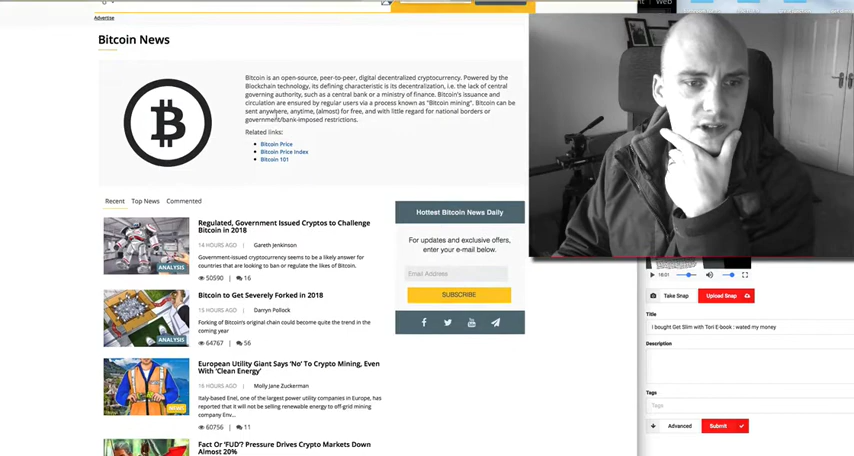 Web
Advertise
Bitcoin News
Bitcoin is an open-source, peer-to-peer, digital decentralized cryptocurrency. Powered by the
Blockchain technology, its defining characteristic is its decentralization, i.e. the lack of central
governing authority, such as a central bank or a ministry of finance. Bitcoin's issuance and
circulation are ensured by regular users via a process known as "Bitcoin mining". Bitcoin can be
sent anywhere, anytime, (almost) for free, and with little regard for national borders or
government/bank-imposed restrictions.
Related links:
Bitcoin Price
Bitcoin Price Index
Bitcoin 101
Recent Top News Commented
Regulated, Government Issued Cryptos to Challenge
Bitcoin in 2018
14 HOURS AGO | Gareth Jenkinson
Government-issued cryptocurrency seems to be a likely answer for
countries that are looking to ban or regulate the likes of Bitcoin.
ANALYSIS
50590 | 16
Bitcoin to Get Severely Forked in 2018
15 HOURS AGO | Darryn Pollock
Forking of Bitcoin's original chain could become quite the trend in the
coming year
ANALYSIS
64767 | 56
European Utility Giant Says 'No' To Crypto Mining, Even
With 'Clean Energy'
16 HOURS AGO | Molly Jane Zuckerman
Italy-based Enel, one of the largest power utility companies in Europe, has
reported that it will not be selling renewable energy to off-grid mining
company Env...
NEWS
60756 | 11
Fact Or 'FUD'? Pressure Drives Crypto Markets Down
Almost 20%
Hottest Bitcoin News Daily
For updates and exclusive offers,
enter your e-mail below.
Email Address
SUBSCRIBE
16:01
Take Snap Upload Snap
Title
I bought Get Slim with Tori E-book : wated my money
Description
Tags
Tags
Advanced Submit